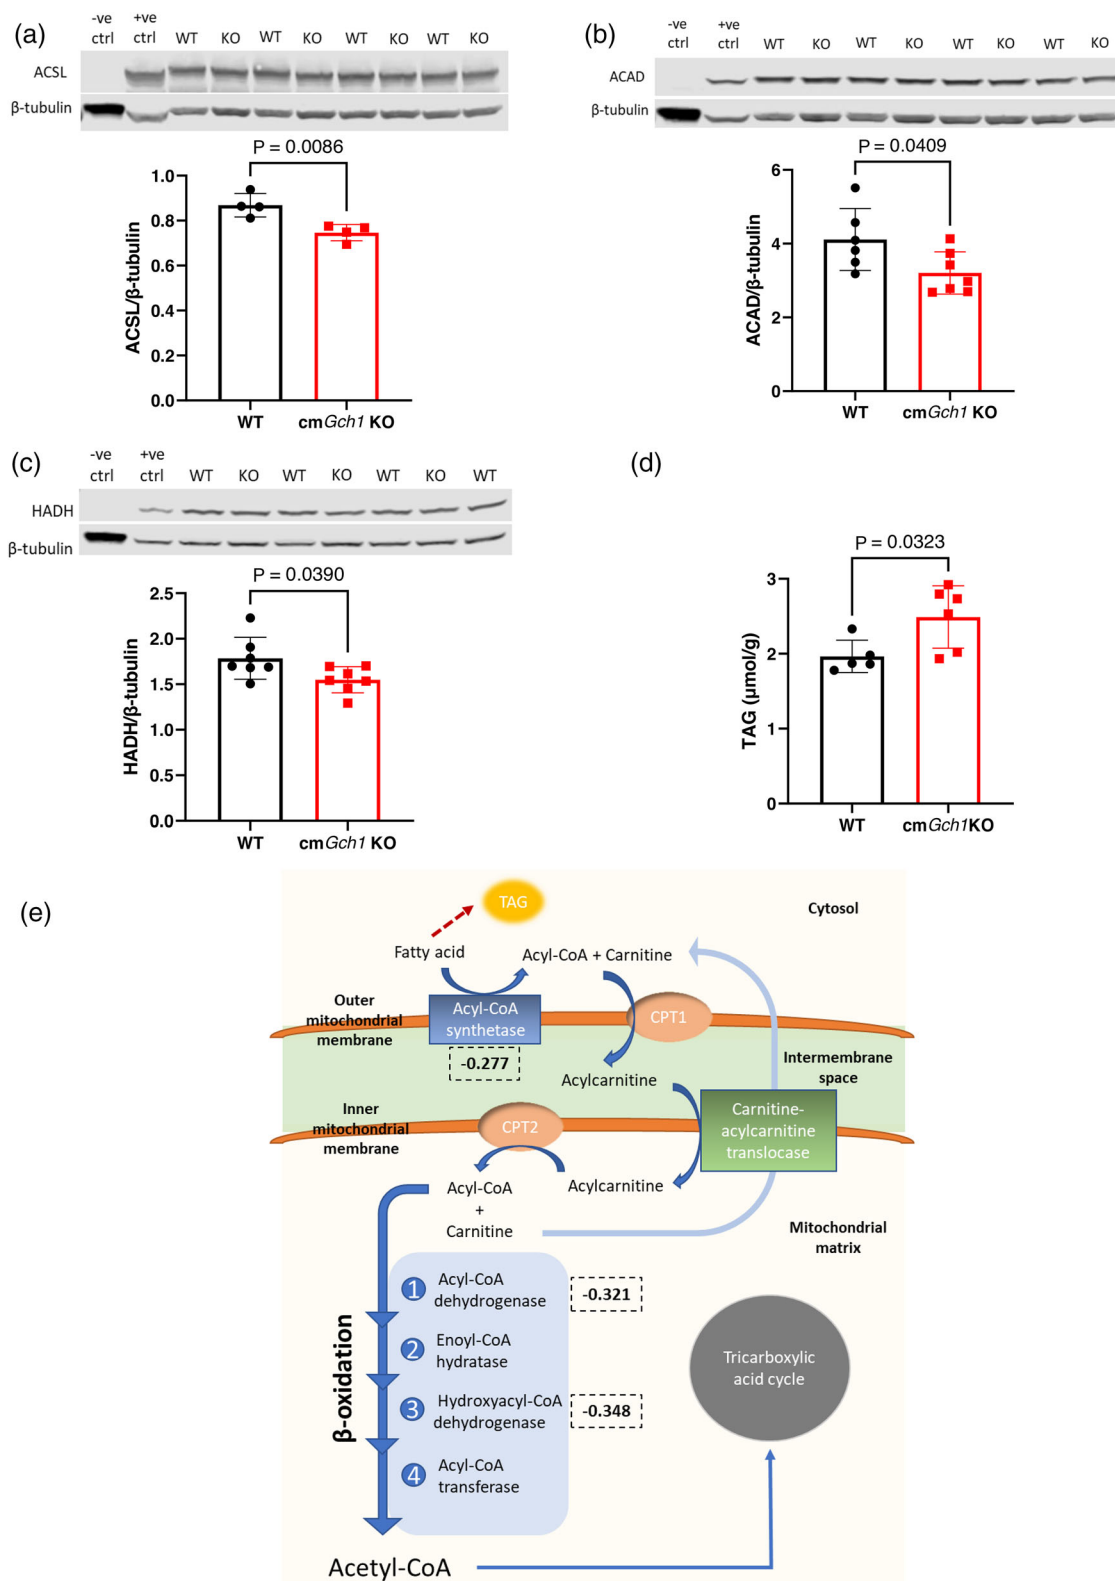 (a)
-ve ctrl +ve ctrl WT KO WT KO WT KO WT KO
ACSL
β-tubulin
P = 0.0086
1.0
0.8
0.6
0.4
0.2
0.0
ACSL/β-tubulin
WT cmGch1 KO
(b)
-ve ctrl +ve ctrl WT KO WT KO WT KO WT KO
ACAD
β-tubulin
P = 0.0409
6
4
2
0
ACAD/β-tubulin
WT cmGch1 KO
(c)
-ve ctrl +ve ctrl WT KO WT KO WT KO WT
HADH
β-tubulin
P = 0.0390
2.5
2.0
1.5
1.0
0.5
0.0
HADH/β-tubulin
WT cmGch1 KO
(d)
P = 0.0323
3
2
1
0
TAG (μmol/g)
WT cmGch1KO
(e)
TAG
Cytosol
Fatty acid
Acyl-CoA + Carnitine
Outer
mitochondrial
membrane
Acyl-CoA
synthetase
CPT1
-0.277
Intermembrane
space
Acylcarnitine
Inner
mitochondrial
membrane
CPT2
Carnitine-
acylcarnitine
translocase
Acyl-CoA
+
Carnitine
Acylcarnitine
Mitochondrial
matrix
β-oxidation
1 Acyl-CoA
dehydrogenase
-0.321
2 Enoyl-CoA
hydratase
3 Hydroxyacyl-CoA
dehydrogenase
-0.348
4 Acyl-CoA
transferase
Tricarboxylic
acid cycle
Acetyl-CoA